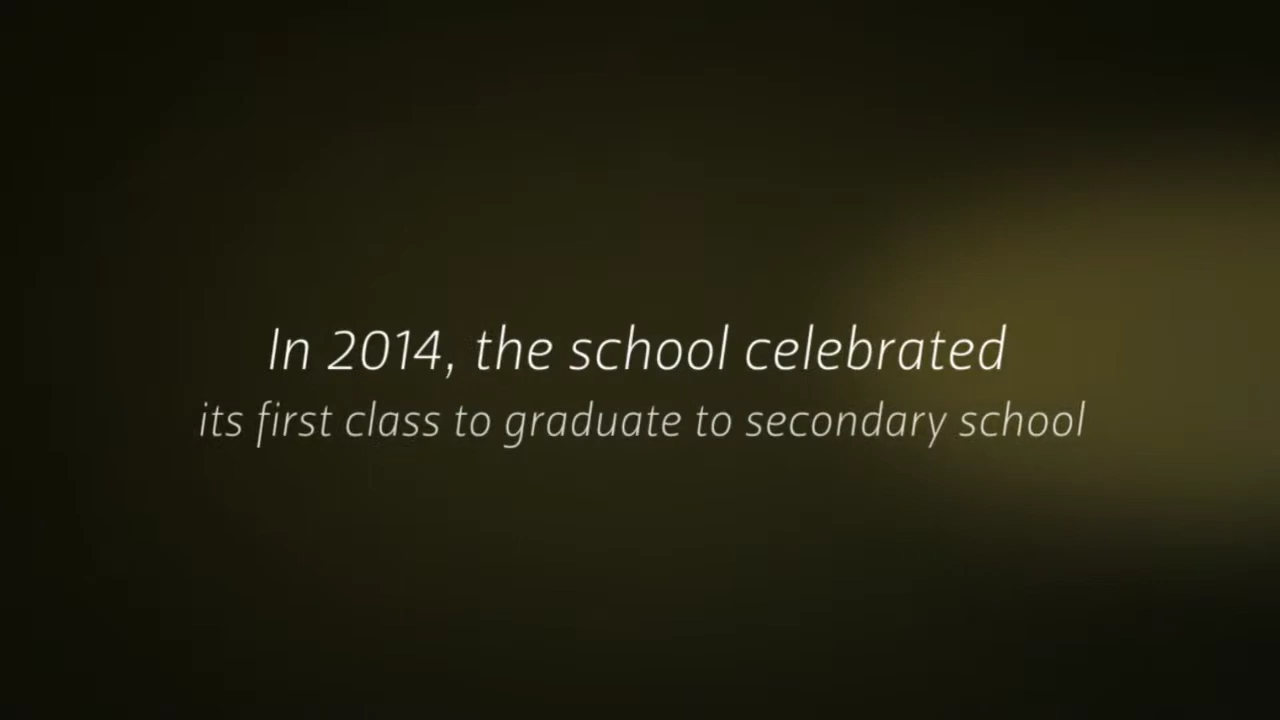 In 2014, the school celebrated
its first class to graduate to secondary school